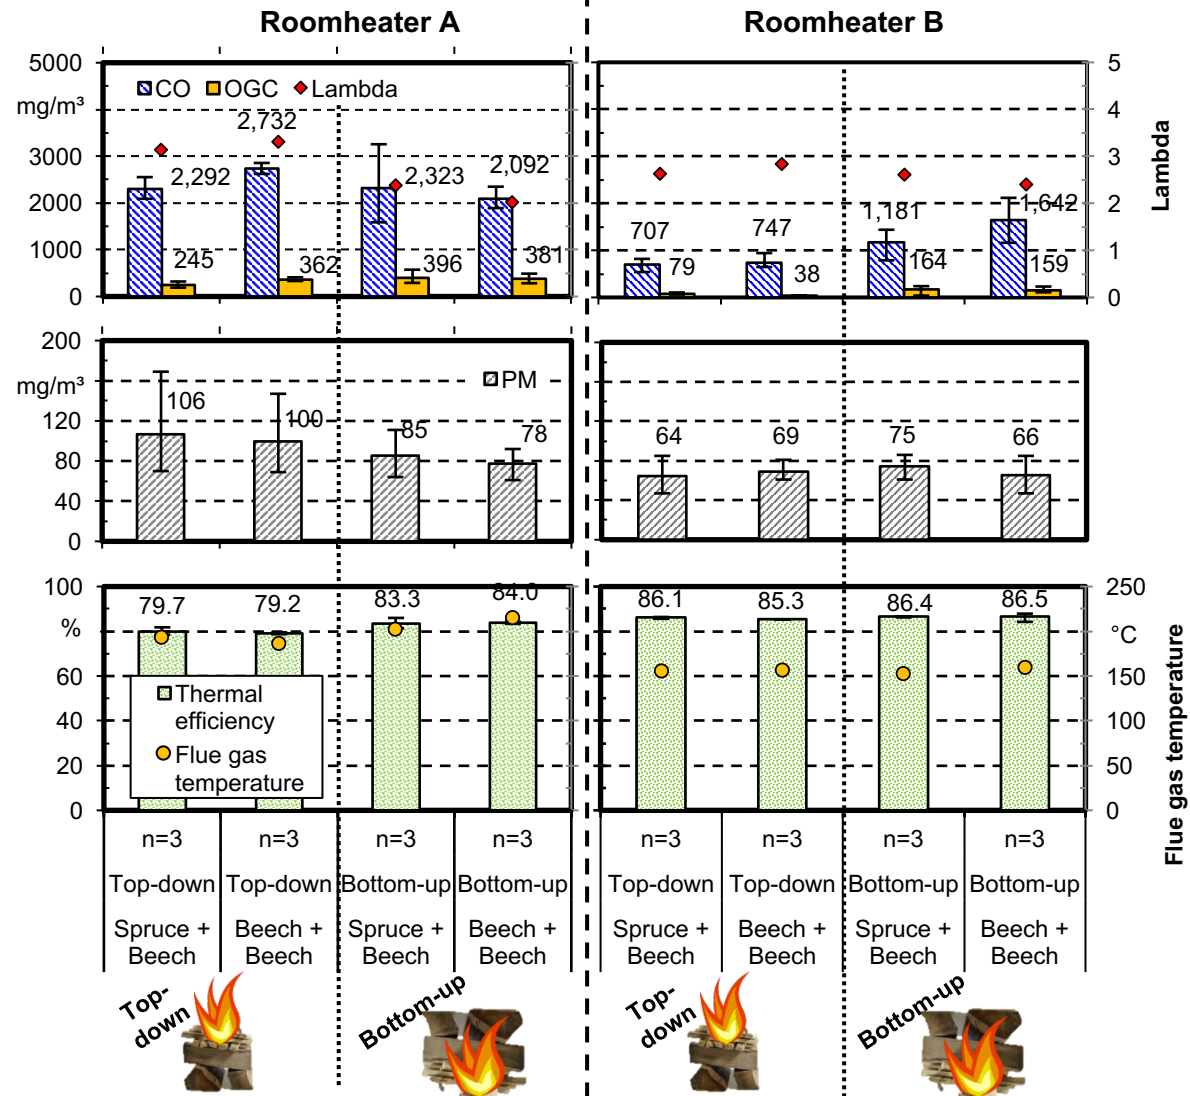 Roomheater A
Roomheater B
5000
mg/m³
3000
2000
1000
0
CO OGC Lambda
2,292
245
2,732
362
2,323
396
2,092
381
707
79
747
38
1,181
164
1,642
159
5
4
3
2
1
0
Lambda
200
mg/m³
120
80
40
0
PM
106
100
85
78
64
69
75
66
100
%
60
40
20
0
79.7
79.2
83.3
84.0
86.1
85.3
86.4
86.5
Thermal
efficiency
Flue gas
temperature
250
°C
150
100
50
0
Flue gas temperature
n=3 n=3 n=3 n=3 n=3 n=3 n=3 n=3
Top-down Top-down Bottom-up Bottom-up Top-down Top-down Bottom-up Bottom-up
Spruce + Beech + Spruce + Beech + Spruce + Beech + Spruce + Beech +
Beech Beech Beech Beech Beech Beech Beech Beech
Top-
down
Bottom-up
Top-
down
Bottom-up